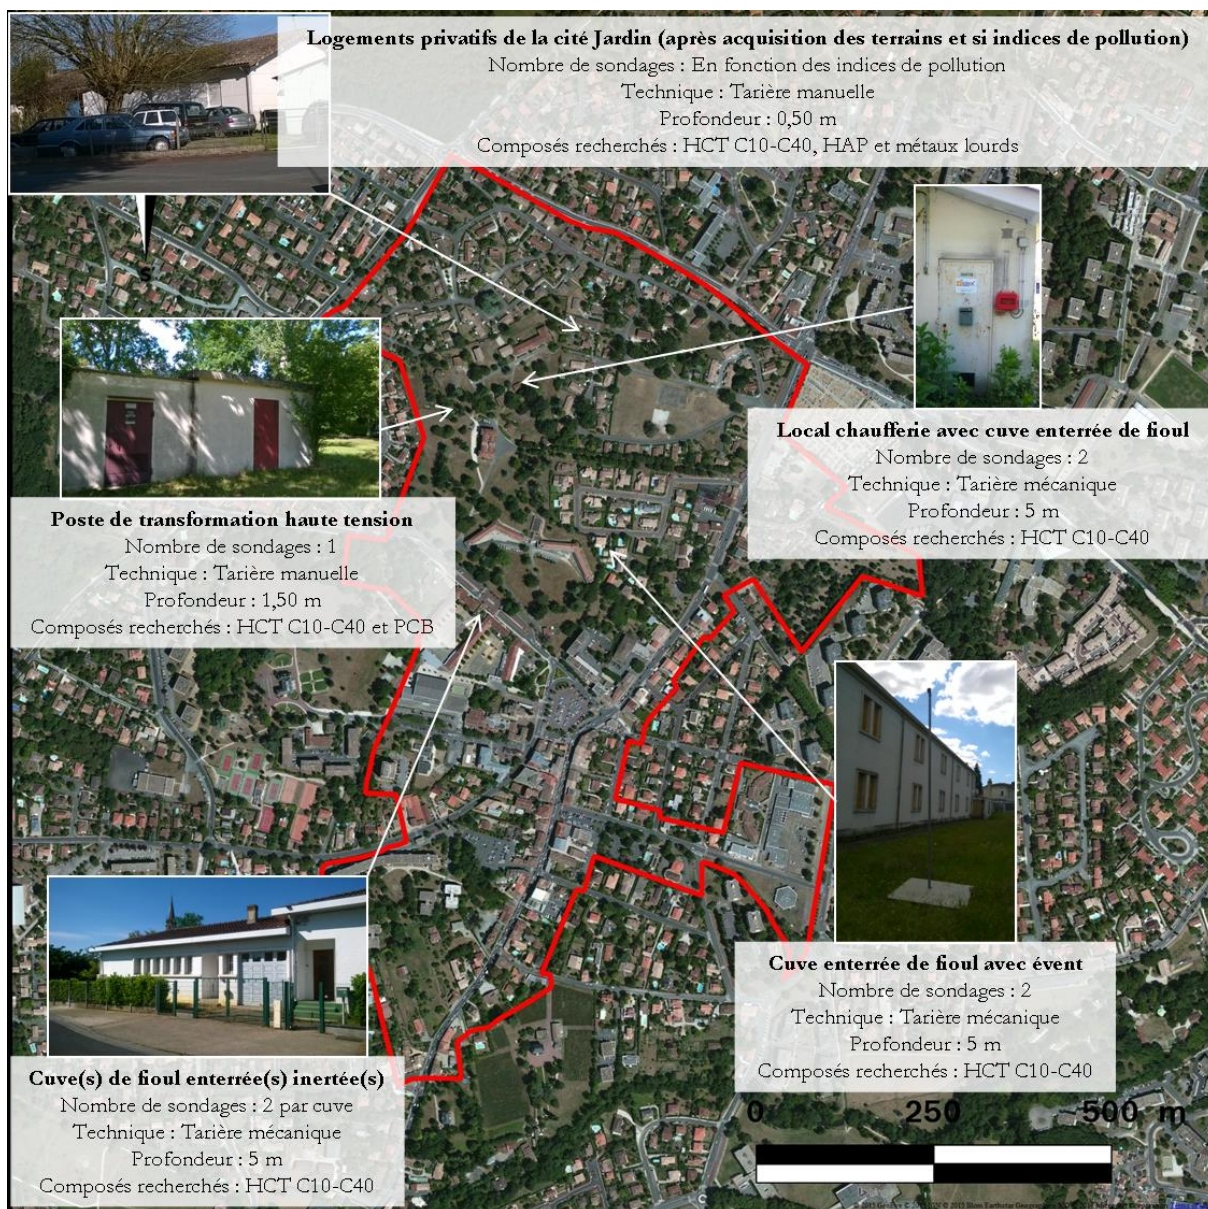 Logements privatifs de la cité Jardin (après acquisition des terrains et si indices de pollution)
Nombre de sondages : En fonction des indices de pollution
Technique : Tarière manuelle
Profondeur : 0,50 m
Composés recherchés : HCT C10-C40, HAP et métaux lourds
S
Local chaufferie avec cuve enterrée de fioul
Nombre de sondages : 2
Technique : Tarière mécanique
Profondeur : 5 m
Composés recherchés : HCT C10-C40
Poste de transformation haute tension
Nombre de sondages : 1
Technique : Tarière manuelle
Profondeur : 1,50 m
Composés recherchés : HCT C10-C40 et PCB
Cuve enterrée de fioul avec évent
Nombre de sondages : 2
Technique : Tarière mécanique
Profondeur : 5 m
Composés recherchés : HCT C10-C40
Cuve(s) de fioul enterrée(s) inertée(s)
Nombre de sondages : 2 par cuve
Technique : Tarière mécanique
Profondeur : 5 m
Composés recherchés : HCT C10-C40
0 250 500 m